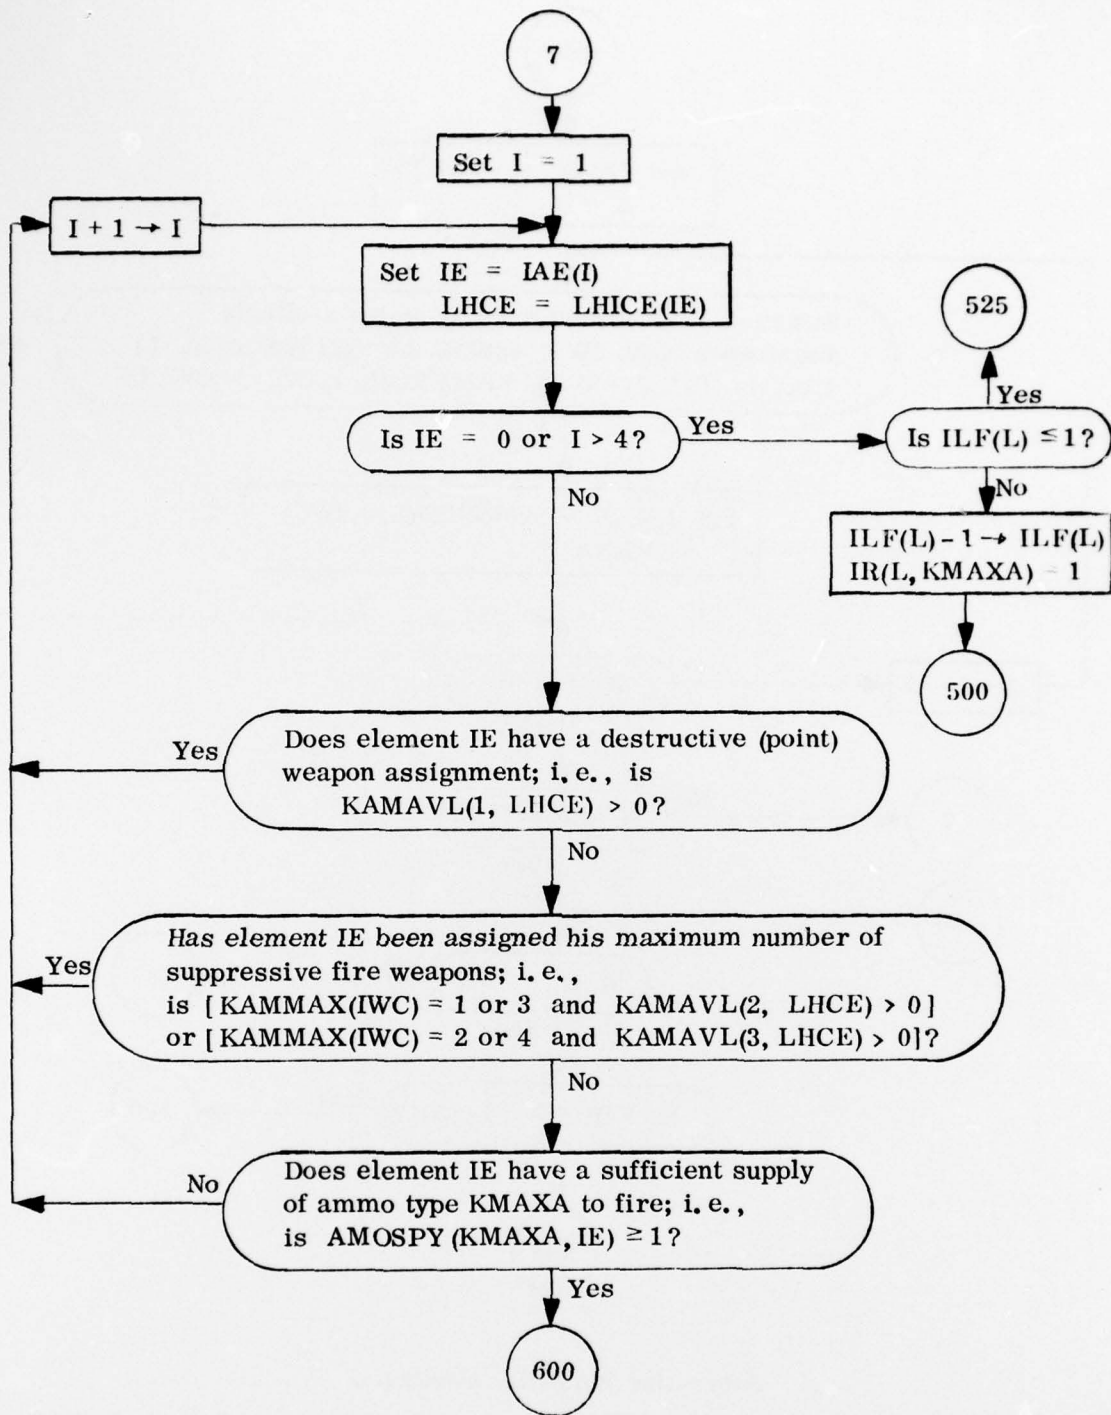 7
Set I = 1
I + 1 → I
Set IE = IAE(I)
LHCE = LHICE(IE)
525
Yes
Is IE = 0 or I > 4?
Yes
Is ILF(L) ≤ 1?
No
No
ILF(L) - 1 → ILF(L)
IR(L, KMAXA) = 1
500
Yes
Does element IE have a destructive (point)
weapon assignment; i.e., is
KAMAVL(1, LHCE) > 0?
No
Has element IE been assigned his maximum number of
suppressive fire weapons; i.e.,
is [KAMMAX(IWC) = 1 or 3 and KAMAVL(2, LHCE) > 0]
or [KAMMAX(IWC) = 2 or 4 and KAMAVL(3, LHCE) > 0]?
Yes
No
Does element IE have a sufficient supply
of ammo type KMAXA to fire; i.e.,
is AMOSPY(KMAXA, IE) ≥ 1?
No
Yes
600